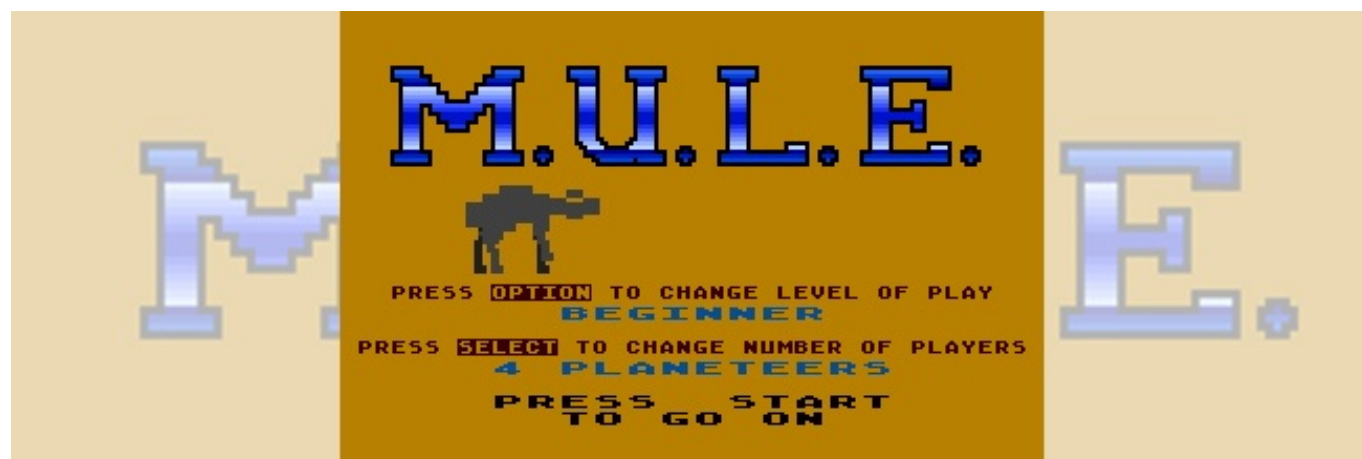 M.U.L.E.
PRESS OPTION TO CHANGE LEVEL OF PLAY
BEGINNER
PRESS SELECT TO CHANGE NUMBER OF PLAYERS
4 PLANETEERS
PRESS START
TO GO ON